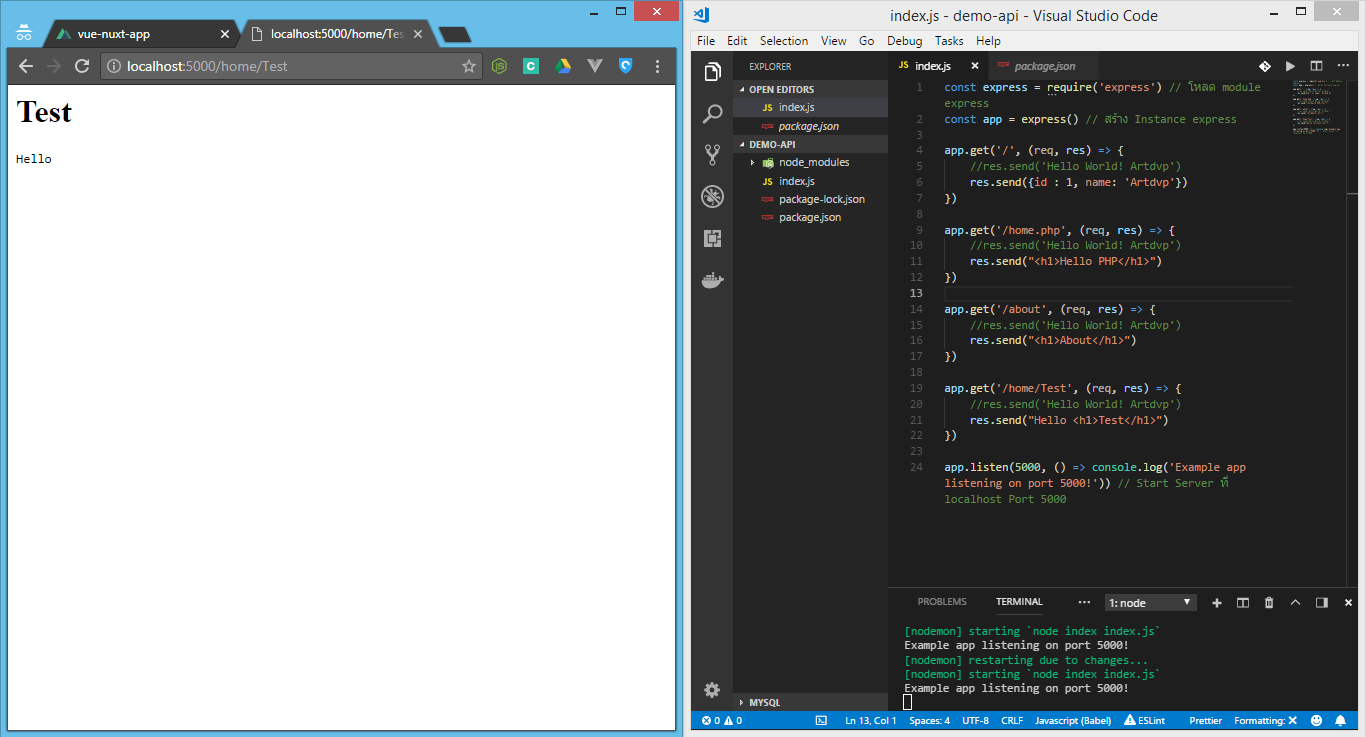 vue-nuxt-app
localhost:5000/home/Tes
localhost:5000/home/Test
Test
Hello
index.js - demo-api - Visual Studio Code
File Edit Selection View Go Debug Tasks Help
EXPLORER
OPEN EDITORS
JS index.js
package.json
DEMO-API
node_modules
JS index.js
package-lock.json
package.json
MYSQL
JS index.js
package.json
1 const express = require('express') // โหลด module
express
2 const app = express() // สร้าง Instance express
3
4 app.get('/', (req, res) => {
5 //res.send('Hello World! Artdvp')
6 res.send({id : 1, name: 'Artdvp'})
7 })
8
9 app.get('/home.php', (req, res) => {
10 //res.send('Hello World! Artdvp')
11 res.send("<h1>Hello PHP</h1>")
12 })
13
14 app.get('/about', (req, res) => {
15 //res.send('Hello World! Artdvp')
16 res.send("<h1>About</h1>")
17 })
18
19 app.get('/home/Test', (req, res) => {
20 //res.send('Hello World! Artdvp')
21 res.send("Hello <h1>Test</h1>")
22 })
23
24 app.listen(5000, () => console.log('Example app
listening on port 5000!')) // Start Server ที่
localhost Port 5000
PROBLEMS TERMINAL 1: node
[nodemon] starting `node index index.js`
Example app listening on port 5000!
[nodemon] restarting due to changes...
[nodemon] starting `node index index.js`
Example app listening on port 5000!
0 0 Ln 13, Col 1 Spaces: 4 UTF-8 CRLF Javascript (Babel) ESLint Prettier Formatting: ✕